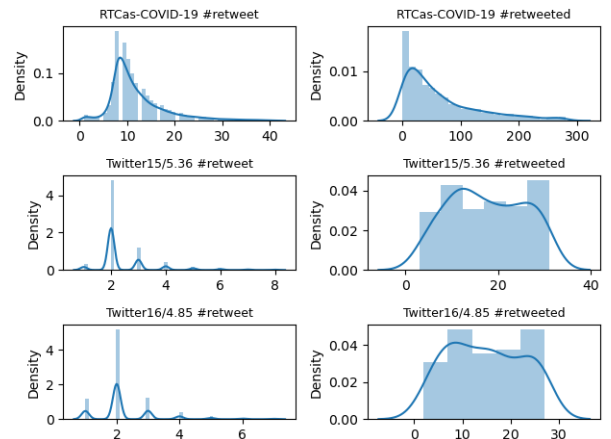 RTCas-COVID-19 #retweet
Density
0.1
0.0
0 10 20 30 40
RTCas-COVID-19 #retweeted
Density
0.01
0.00
0 100 200 300
Twitter15/5.36 #retweet
Density
4
2
0
2 4 6 8
Twitter15/5.36 #retweeted
Density
0.04
0.02
0.00
0 20 40
Twitter16/4.85 #retweet
Density
4
2
0
2 4 6
Twitter16/4.85 #retweeted
Density
0.04
0.02
0.00
0 10 20 30